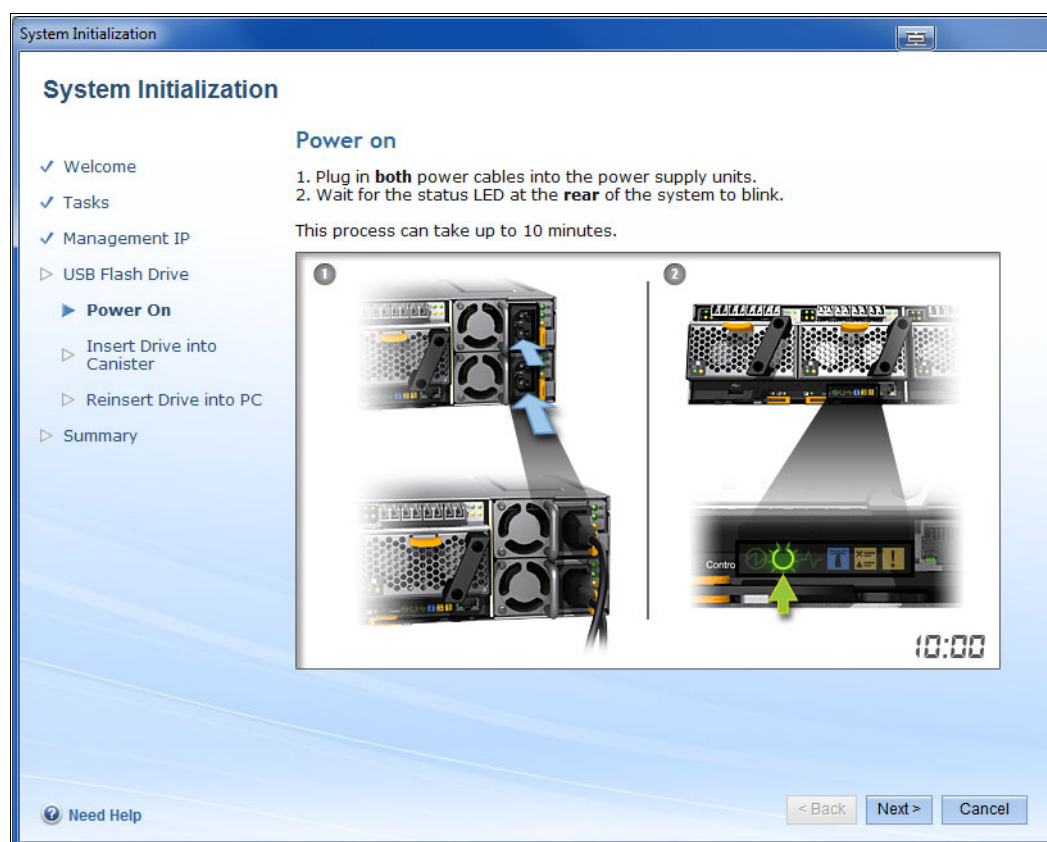 System Initialization
System Initialization
✓ Welcome
✓ Tasks
✓ Management IP
▷ USB Flash Drive
▶ Power On
▷ Insert Drive into
Canister
▷ Reinsert Drive into PC
▷ Summary
Power on
1. Plug in both power cables into the power supply units.
2. Wait for the status LED at the rear of the system to blink.
This process can take up to 10 minutes.
1
2
Contro
10:00
Need Help
< Back
Next >
Cancel